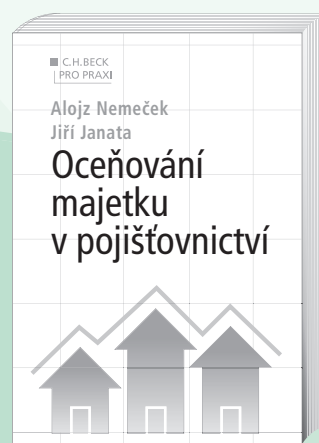 C.H.BECK
PRO PRAXI
Alojz Nemeček
Jiří Janata
Oceňování
majetku
v pojišťovnictví